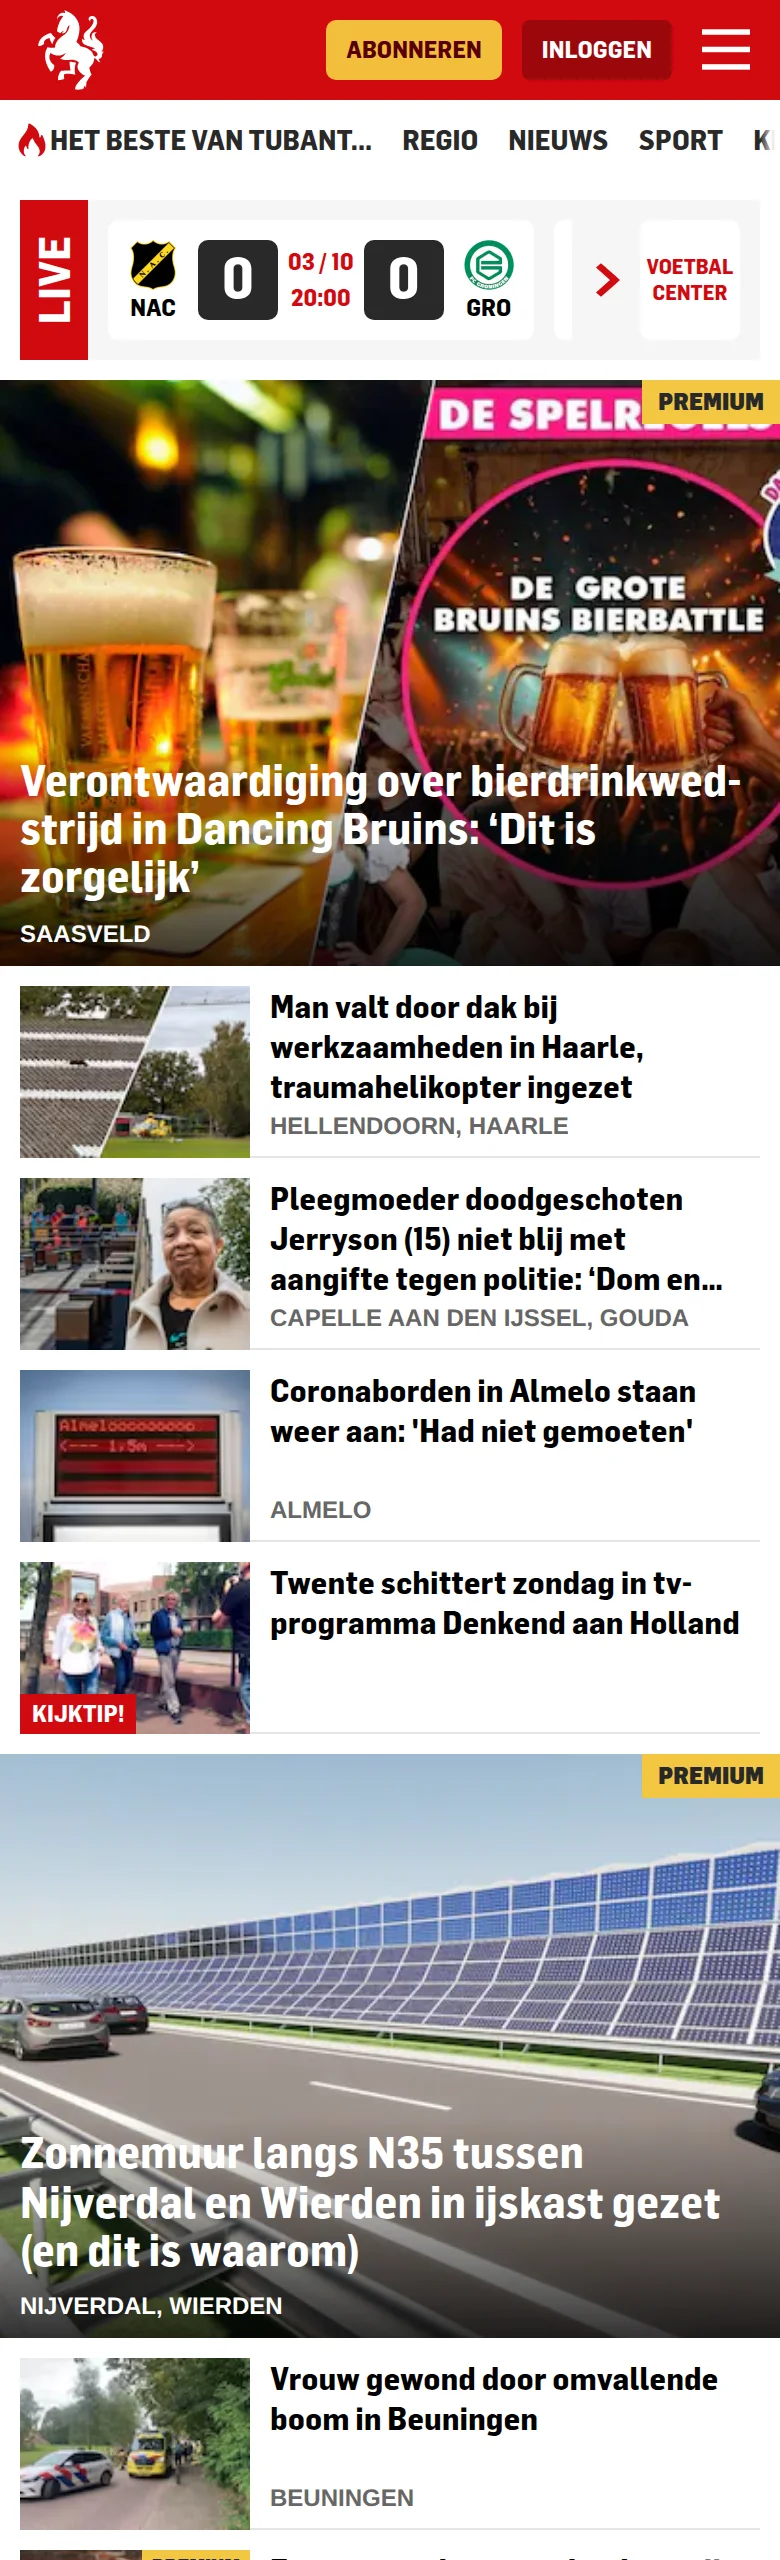 ABONNEREN
INLOGGEN
HET BESTE VAN TUBANT...
REGIO
NIEUWS
SPORT
LIVE
N.A.C.
NAC
0
03 / 10
20:00
0
GRO
VOETBAL
CENTER
PREMIUM
DE GROTE
BRUINS BIERBATTLE
Verontwaardiging over bierdrinkwed-
strijd in Dancing Bruins: ‘Dit is
zorgelijk’
SAASVELD
Man valt door dak bij
werkzaamheden in Haarle,
traumahelikopter ingezet
HELLENDOORN, HAARLE
Pleegmoeder doodgeschoten
Jerryson (15) niet blij met
aangifte tegen politie: ‘Dom en...
CAPELLE AAN DEN IJSSEL, GOUDA
Almelooooooooo
<--- 1,5m --->
Coronaborden in Almelo staan
weer aan: 'Had niet gemoeten'
ALMELO
KIJKTIP!
Twente schittert zondag in tv-
programma Denkend aan Holland
PREMIUM
Zonnemuur langs N35 tussen
Nijverdal en Wierden in ijskast gezet
(en dit is waarom)
NIJVERDAL, WIERDEN
Vrouw gewond door omvallende
boom in Beuningen
BEUNINGEN